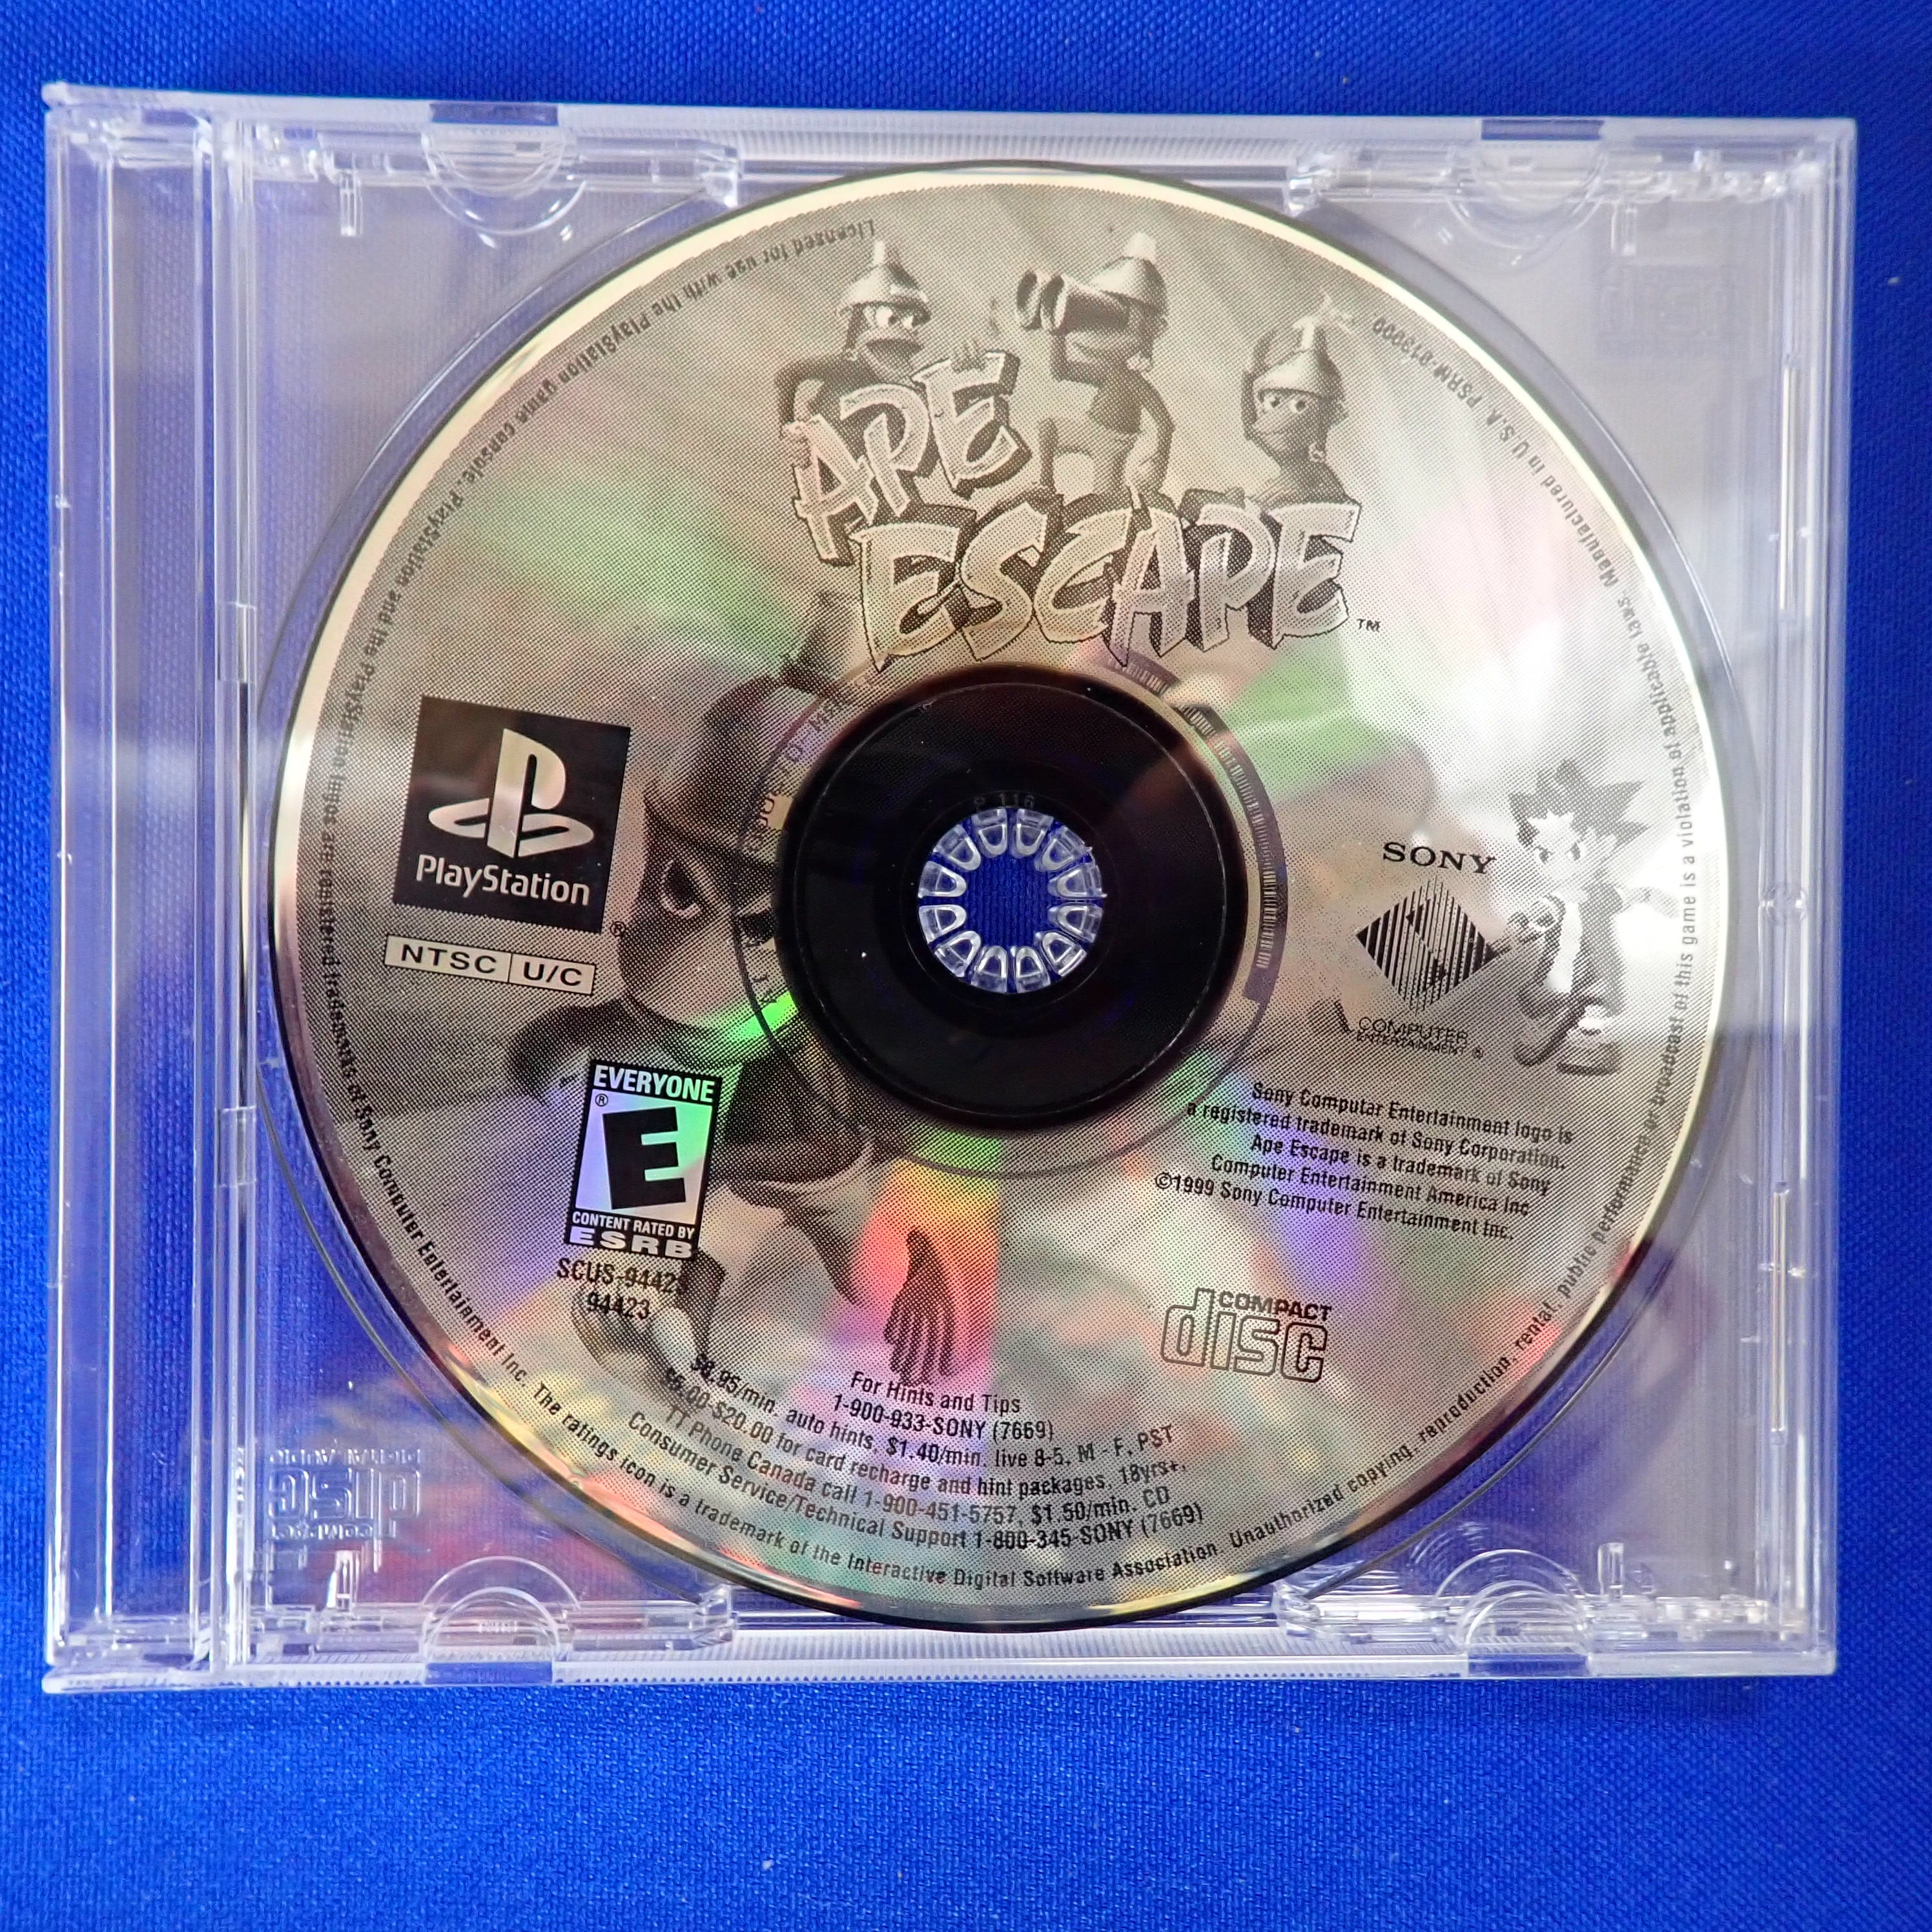 APE
ESCAPE
TM
PlayStation
®
NTSC U/C
SONY
COMPUTER
ENTERTAINMENT ®
EVERYONE
®
E
CONTENT RATED BY
ESRB
SCUS-94423
94423
Sony Computer Entertainment logo is
a registered trademark of Sony Corporation.
Ape Escape is a trademark of Sony
Computer Entertainment America Inc
©1999 Sony Computer Entertainment Inc.
COMPACT
disc
For Hints and Tips
1-900-933-SONY (7669)
$0.95/min. auto hints, $1.40/min. live 8-5, M - F, PST
$5.00-$20.00 for card recharge and hint packages, 18yrs+,
TT Phone Canada call 1-900-451-5757, $1.50/min. CD
Consumer Service/Technical Support 1-800-345-SONY (7669)
Licensed for use with the PlayStation game console. PlayStation and the PlayStation logos are registered trademarks of Sony Computer Entertainment Inc. The ratings icon is a trademark of the Interactive Digital Software Association. Unauthorized copying, reproduction, rental, public performance or broadcast of this game is a violation of applicable laws. Manufactured in U.S.A.
P 116
COMPACT
disc
DIGITAL AUDIO